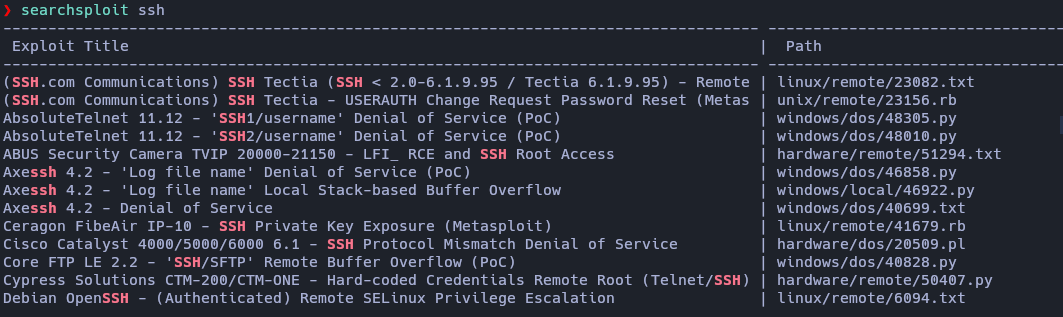 ❯ searchsploit ssh
------------------------------------------------------------------------------------ ---------------------------------
 Exploit Title | Path
------------------------------------------------------------------------------------ ---------------------------------
(SSH.com Communications) SSH Tectia (SSH < 2.0-6.1.9.95 / Tectia 6.1.9.95) - Remote | linux/remote/23082.txt
(SSH.com Communications) SSH Tectia - USERAUTH Change Request Password Reset (Metas | unix/remote/23156.rb
AbsoluteTelnet 11.12 - 'SSH1/username' Denial of Service (PoC) | windows/dos/48305.py
AbsoluteTelnet 11.12 - 'SSH2/username' Denial of Service (PoC) | windows/dos/48010.py
ABUS Security Camera TVIP 20000-21150 - LFI_ RCE and SSH Root Access | hardware/remote/51294.txt
Axessh 4.2 - 'Log file name' Denial of Service (PoC) | windows/dos/46858.py
Axessh 4.2 - 'Log file name' Local Stack-based Buffer Overflow | windows/local/46922.py
Axessh 4.2 - Denial of Service | windows/dos/40699.txt
Ceragon FibeAir IP-10 - SSH Private Key Exposure (Metasploit) | linux/remote/41679.rb
Cisco Catalyst 4000/5000/6000 6.1 - SSH Protocol Mismatch Denial of Service | hardware/dos/20509.pl
Core FTP LE 2.2 - 'SSH/SFTP' Remote Buffer Overflow (PoC) | windows/dos/40828.py
Cypress Solutions CTM-200/CTM-ONE - Hard-coded Credentials Remote Root (Telnet/SSH) | hardware/remote/50407.py
Debian OpenSSH - (Authenticated) Remote SELinux Privilege Escalation | linux/remote/6094.txt